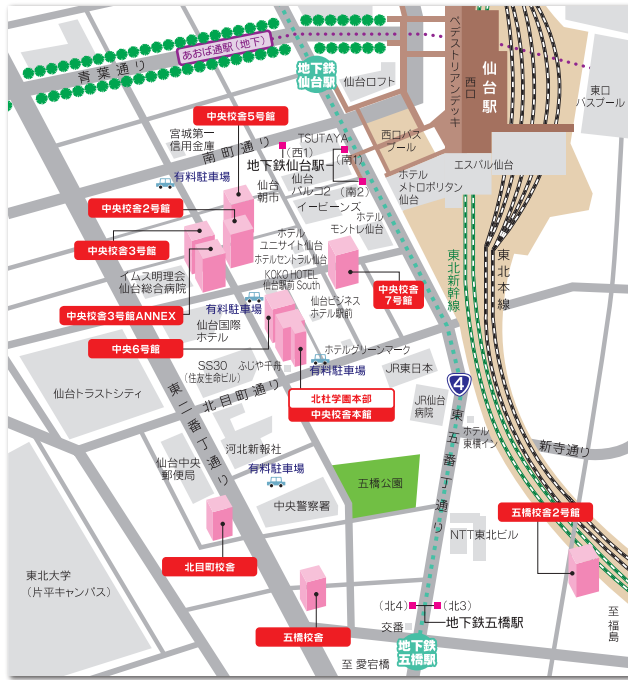 あおば通駅(地下)
青葉通り
地下鉄
仙台駅
仙台ロフト
ペデストリアンデッキ
西口
仙台駅
東口
バスプール
中央校舎5号館
宮城第一
信用金庫
南町通り
TSUTAYA
(西1)
(南1)
地下鉄仙台駅
西口バス
プール
エスパル仙台
有料駐車場
仙台
朝市
仙台
パルコ2
(南2)
イービーンズ
ホテル
メトロポリタン
仙台
中央校舎2号館
ホテル
モントレ仙台
中央校舎3号館
ホテル
ユニサイト仙台
ホテルセントラル仙台
イムス明理会
仙台総合病院
KOKO HOTEL
仙台駅前 South
東北新幹線
東北本線
中央校舎
7号館
中央校舎3号館ANNEX
有料駐車場
仙台ビジネス
ホテル駅前
仙台国際
ホテル
中央6号館
ホテルグリーンマーク
SS30
(住友生命ビル)
ふじや千舟
有料駐車場
JR東日本
4
仙台トラストシティ
東二番丁通り
北目町通り
北杜学園本部
中央校舎本館
JR仙台
病院
東五番丁通り
ホテル
東横イン
新寺通り
河北新報社
仙台中央
郵便局
有料駐車場
五橋公園
中央警察署
五橋校舎2号館
NTT東北ビル
北目町校舎
東北大学
(片平キャンパス)
(北4)
(北3)
地下鉄五橋駅
至福島
五橋校舎
交番
地下鉄
五橋駅
至 愛宕橋